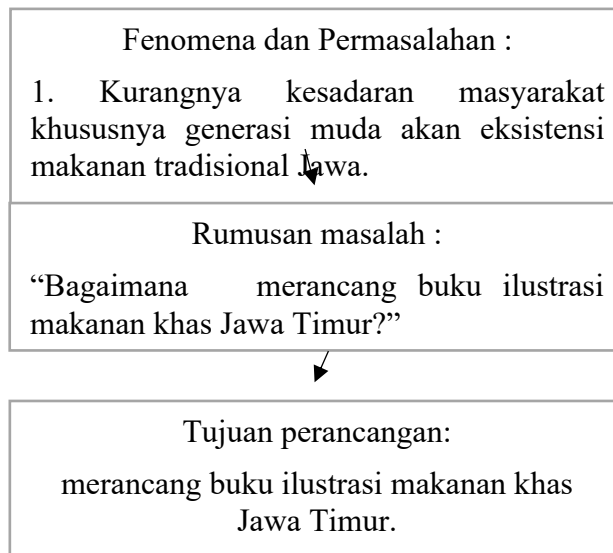 Fenomena dan Permasalahan :
1. Kurangnya kesadaran masyarakat
khususnya generasi muda akan eksistensi
makanan tradisional Jawa.
Rumusan masalah :
“Bagaimana merancang buku ilustrasi
makanan khas Jawa Timur?”
Tujuan perancangan:
merancang buku ilustrasi makanan khas
Jawa Timur.